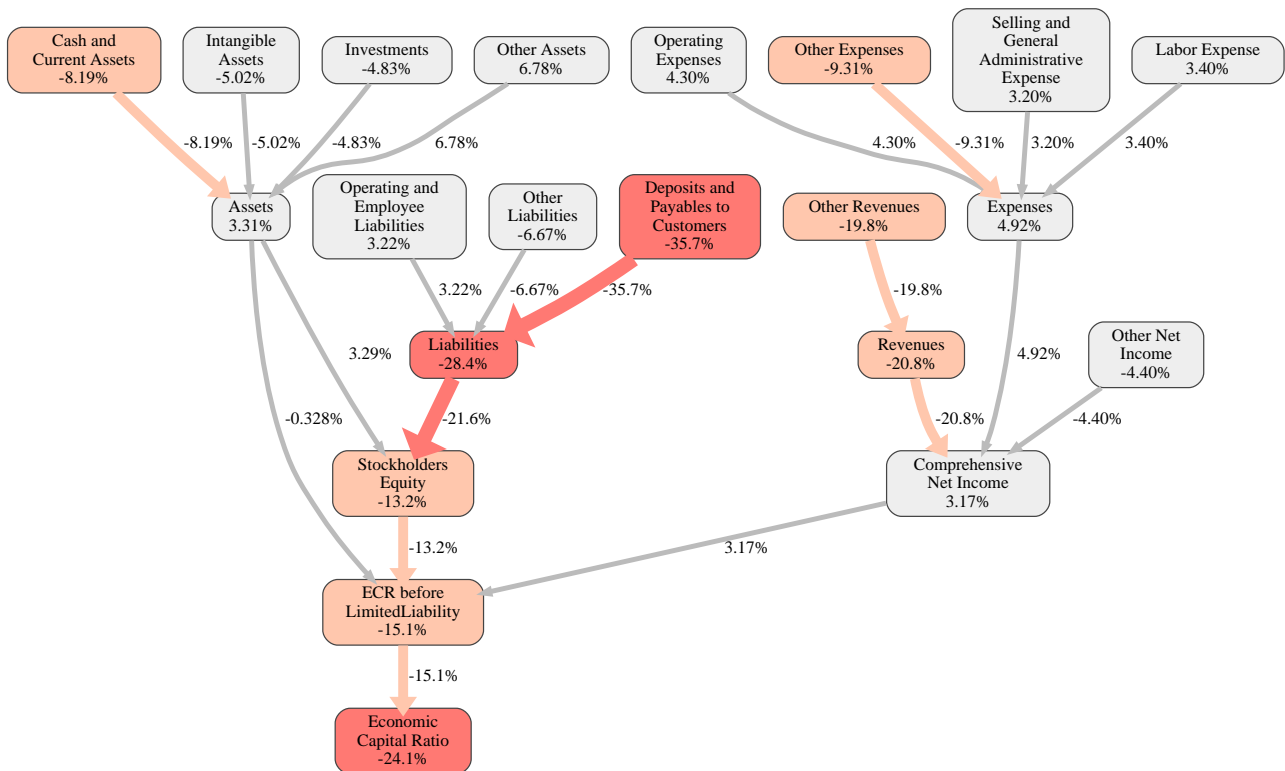 Cash and
Current Assets
-8.19%
Intangible
Assets
-5.02%
Investments
-4.83%
Other Assets
6.78%
Operating
Expenses
4.30%
Other Expenses
-9.31%
Selling and
General
Administrative
Expense
3.20%
Labor Expense
3.40%
-8.19%
-5.02%
-4.83%
6.78%
4.30%
-9.31%
3.20%
3.40%
Assets
3.31%
Operating and
Employee
Liabilities
3.22%
Other
Liabilities
-6.67%
Deposits and
Payables to
Customers
-35.7%
Other Revenues
-19.8%
Expenses
4.92%
3.22%
-6.67%
-35.7%
-19.8%
Liabilities
-28.4%
Revenues
-20.8%
Other Net
Income
-4.40%
3.29%
4.92%
-0.328%
-21.6%
-20.8%
-4.40%
Stockholders
Equity
-13.2%
Comprehensive
Net Income
3.17%
-13.2%
3.17%
ECR before
LimitedLiability
-15.1%
-15.1%
Economic
Capital Ratio
-24.1%